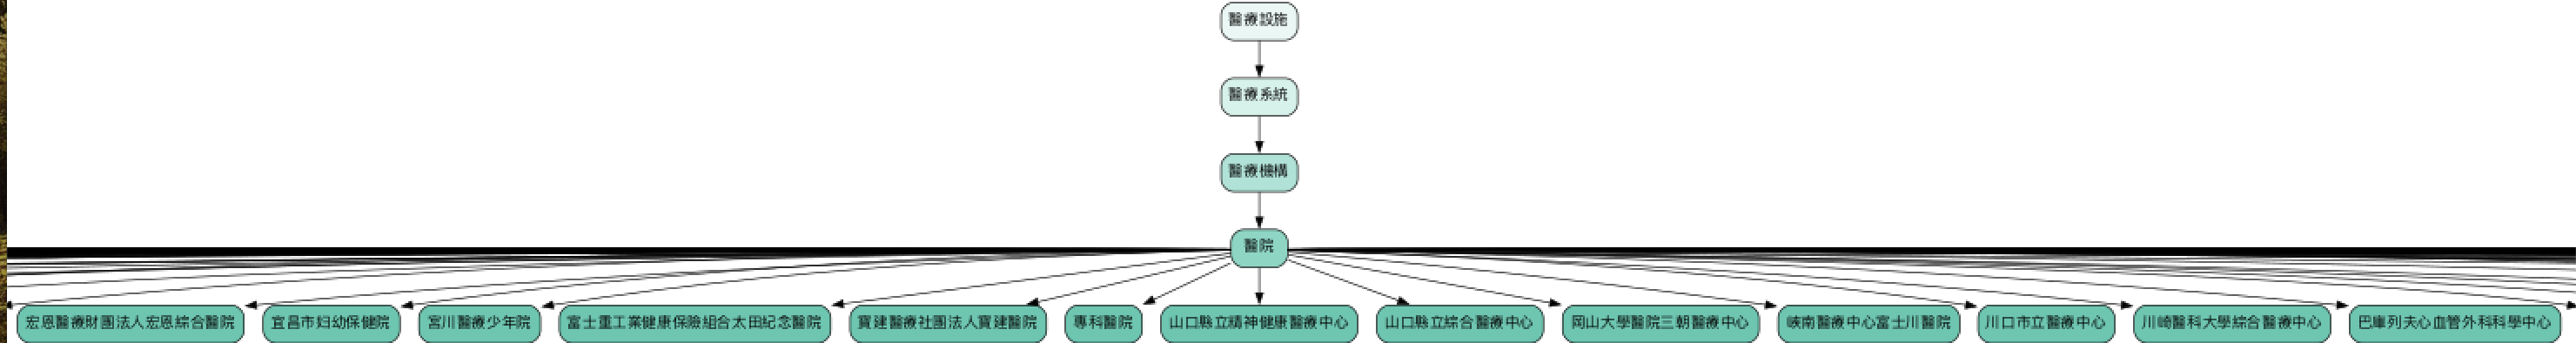 醫療設施
醫療系統
醫療機構
醫院
宏恩醫療財團法人宏恩綜合醫院
宜昌市妇幼保健院
宮川醫療少年院
富士重工業健康保險組合太田紀念醫院
寶建醫療社團法人寶建醫院
專科醫院
山口縣立精神健康醫療中心
山口縣立綜合醫療中心
岡山大學醫院三朝醫療中心
峽南醫療中心富士川醫院
川口市立醫療中心
川崎醫科大學綜合醫療中心
巴庫列夫心血管外科科學中心